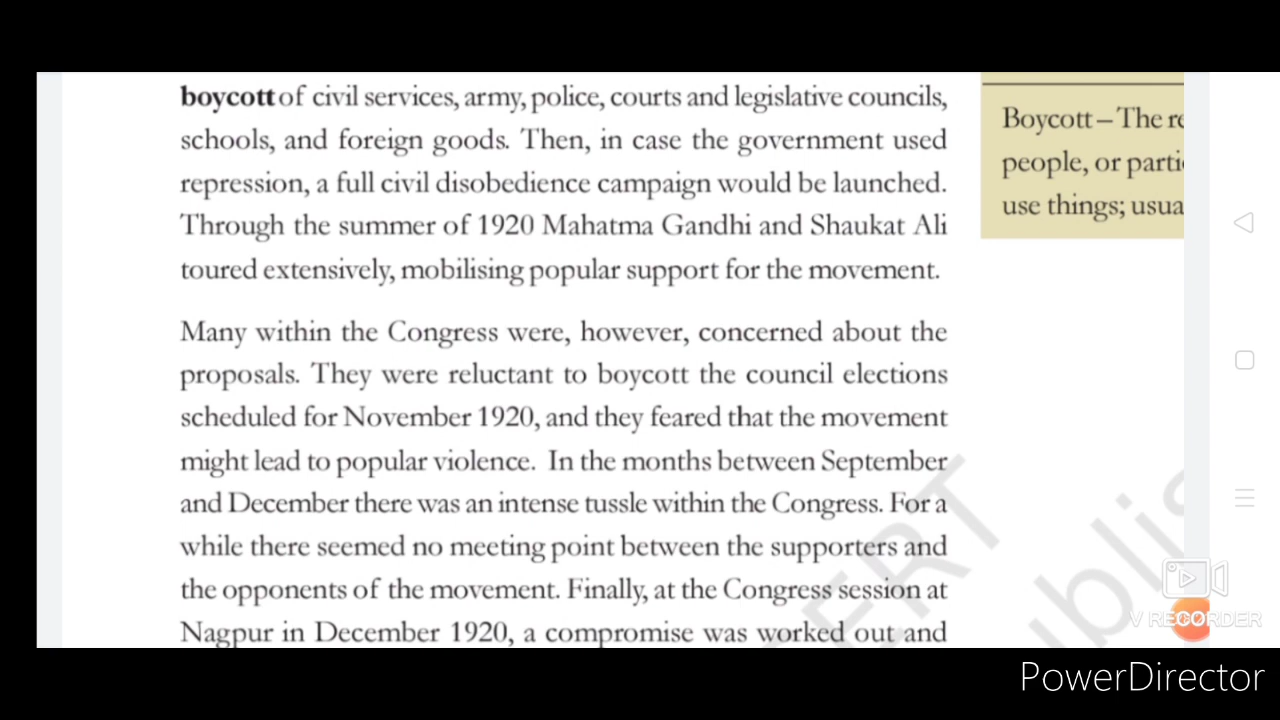 boycott of civil services, army, police, courts and legislative councils,
schools, and foreign goods. Then, in case the government used
repression, a full civil disobedience campaign would be launched.
Through the summer of 1920 Mahatma Gandhi and Shaukat Ali
toured extensively, mobilising popular support for the movement.
Many within the Congress were, however, concerned about the
proposals. They were reluctant to boycott the council elections
scheduled for November 1920, and they feared that the movement
might lead to popular violence. In the months between September
and December there was an intense tussle within the Congress. For a
while there seemed no meeting point between the supporters and
the opponents of the movement. Finally, at the Congress session at
Nagpur in December 1920, a compromise was worked out and
Boycott – The re
people, or parti
use things; usua
V RECORDER
PowerDirector